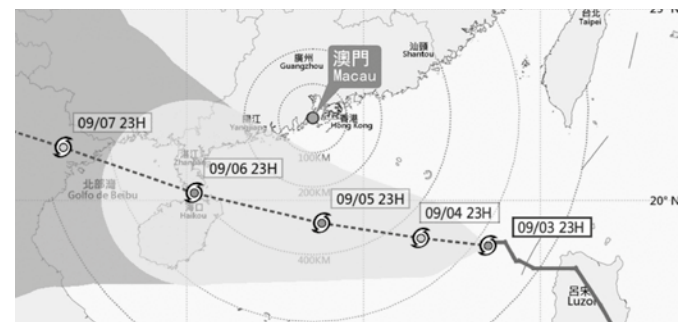 台北
Taipei
25° N
汕頭
Shantou
廣州
Guangzhou
澳門
Macau
香港
Hong Kong
陽江
Yangjiang
100KM
09/07 23H
湛江
09/06 23H
200KM
北部灣
Golfo de Beibu
海口
Haikou
09/05 23H
09/04 23H
20° N
09/03 23H
400KM
呂宋
Luzon